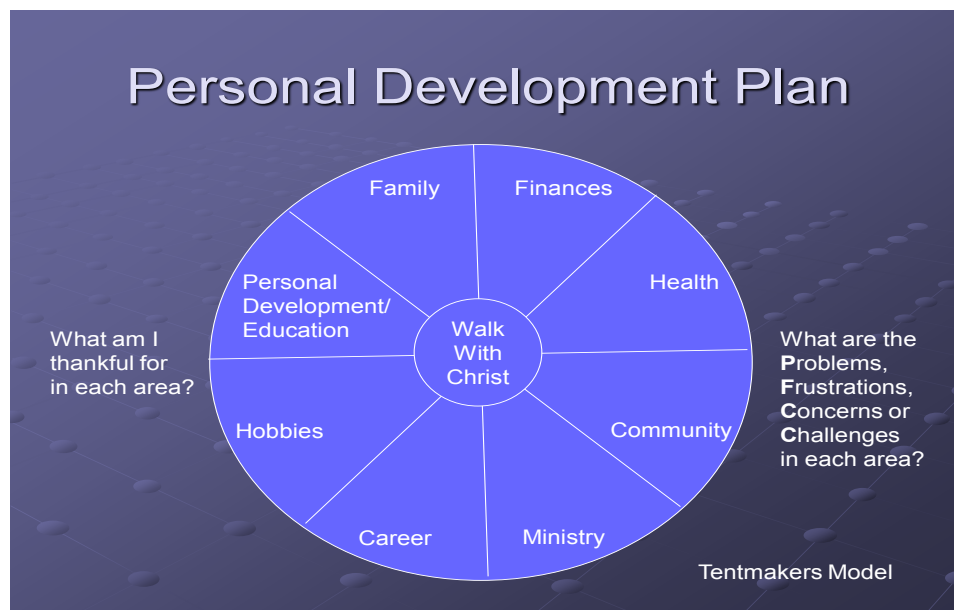 Personal Development Plan
Family
Finances
Personal
Development/
Education
Health
Walk
With
Christ
What am I
thankful for
in each area?
What are the
Problems,
Frustrations,
Concerns or
Challenges
in each area?
Hobbies
Community
Career
Ministry
Tentmakers Model